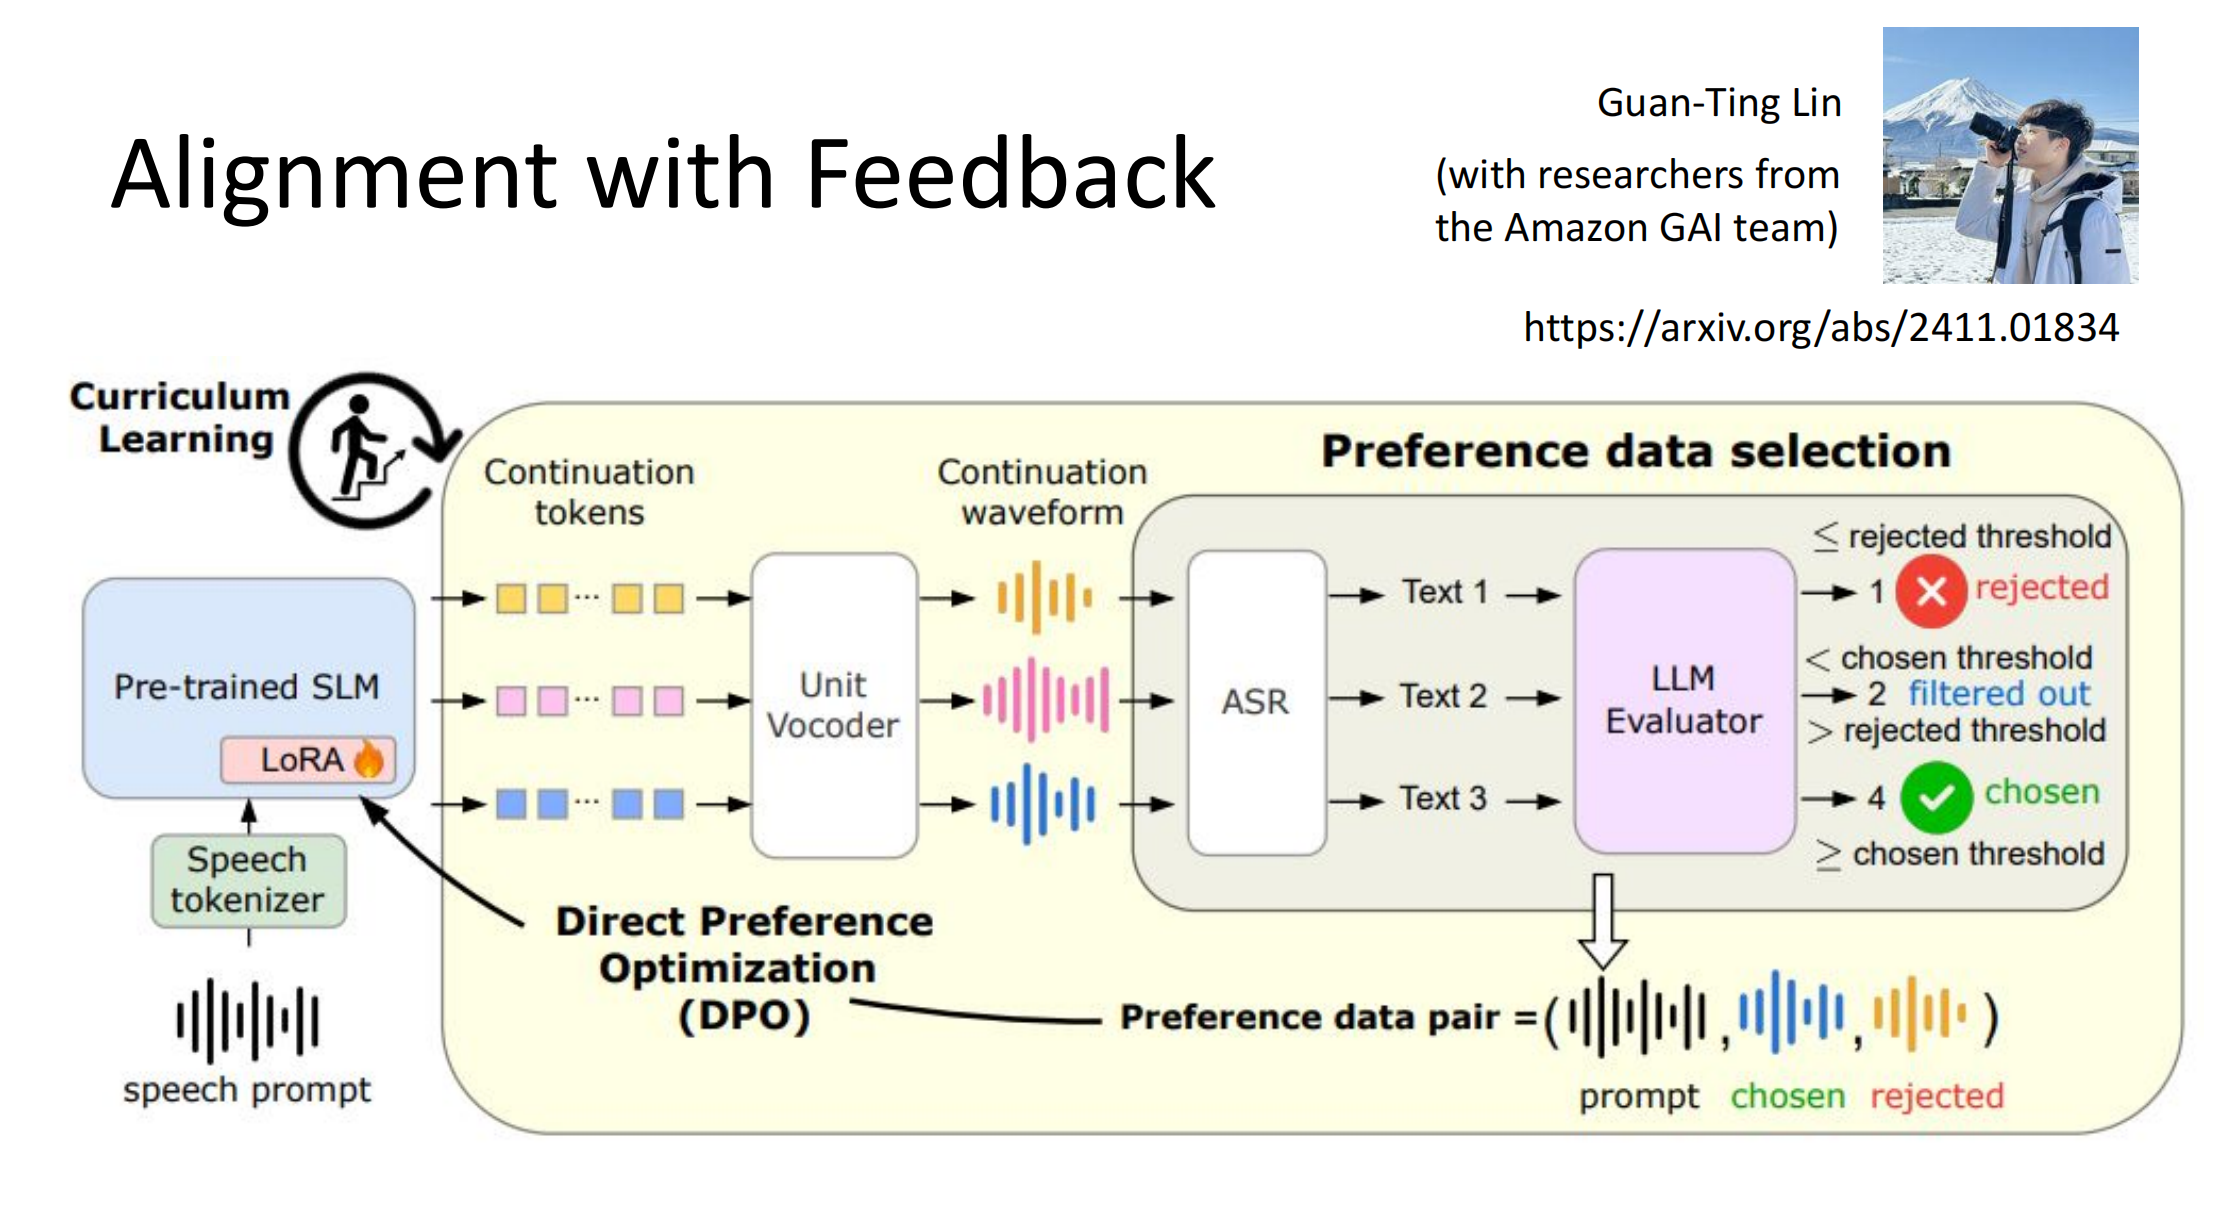 Alignment with Feedback
Guan-Ting Lin
(with researchers from
the Amazon GAI team)
https://arxiv.org/abs/2411.01834
Curriculum
Learning
Preference data selection
Continuation
tokens
Continuation
waveform
Pre-trained SLM
LoRA
Speech
tokenizer
speech prompt
Unit
Vocoder
ASR
Text 1
Text 2
Text 3
LLM
Evaluator
≤ rejected threshold
1 rejected
< chosen threshold
2 filtered out
> rejected threshold
4 chosen
≥ chosen threshold
Direct Preference
Optimization
(DPO)
Preference data pair = ( , , )
prompt chosen rejected